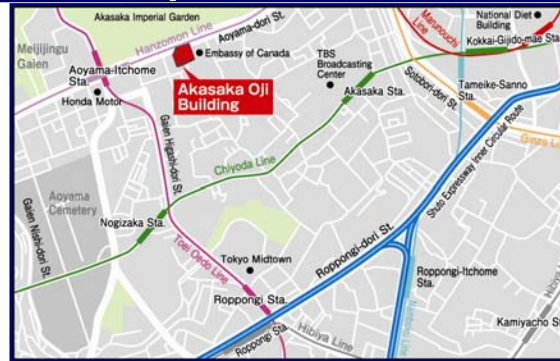 Akasaka Imperial Garden
Hanzomon Line
Aoyama-dori St.
Marunouchi
Line
National Diet
Building
Kokkai-Gijido-mae Sta.
Meijijingu
Gaien
Aoyama-Itchome
Sta.
Honda Motor
Embassy of Canada
Akasaka Oji
Building
TBS
Broadcasting
Center
Akasaka Sta.
Sotobori-dori St.
Tameike-Sanno
Sta.
Ginza Li
Gaien Higashi-dori St.
Chiyoda Line
Shuto Expressway Inner Circular Route
Aoyama
Cemetery
Gaien Nishi-dori St.
Nogizaka Sta.
Toei Oedo Line
Tokyo Midtown
Roppongi-dori St.
Roppongi Sta.
Roppongi-Itchome
Sta.
Roppongi Sta.
Hibiya Line
Namboku Line
Hibi
Kamiyacho St